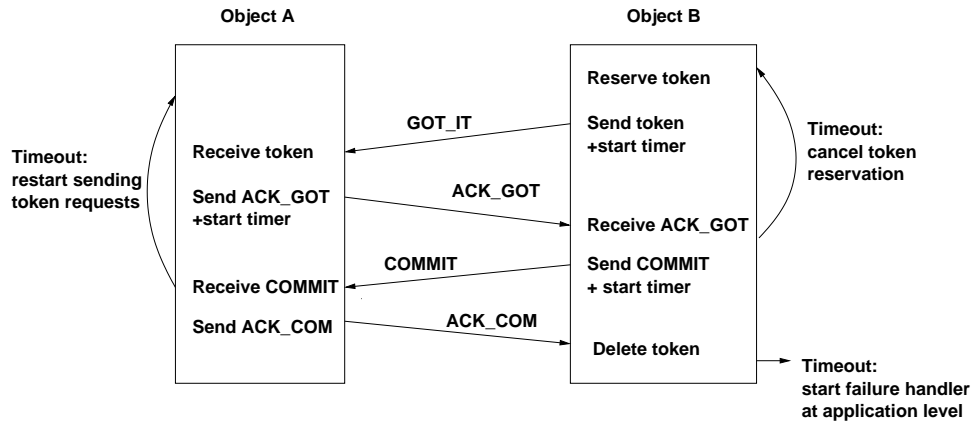 Object A
Object B
Reserve token
GOT_IT
Send token
+start timer
Timeout:
cancel token
reservation
Timeout:
restart sending
token requests
Receive token
Send ACK_GOT
+start timer
ACK_GOT
Receive ACK_GOT
COMMIT
Send COMMIT
+ start timer
Receive COMMIT
Send ACK_COM
ACK_COM
Delete token
Timeout:
start failure handler
at application level